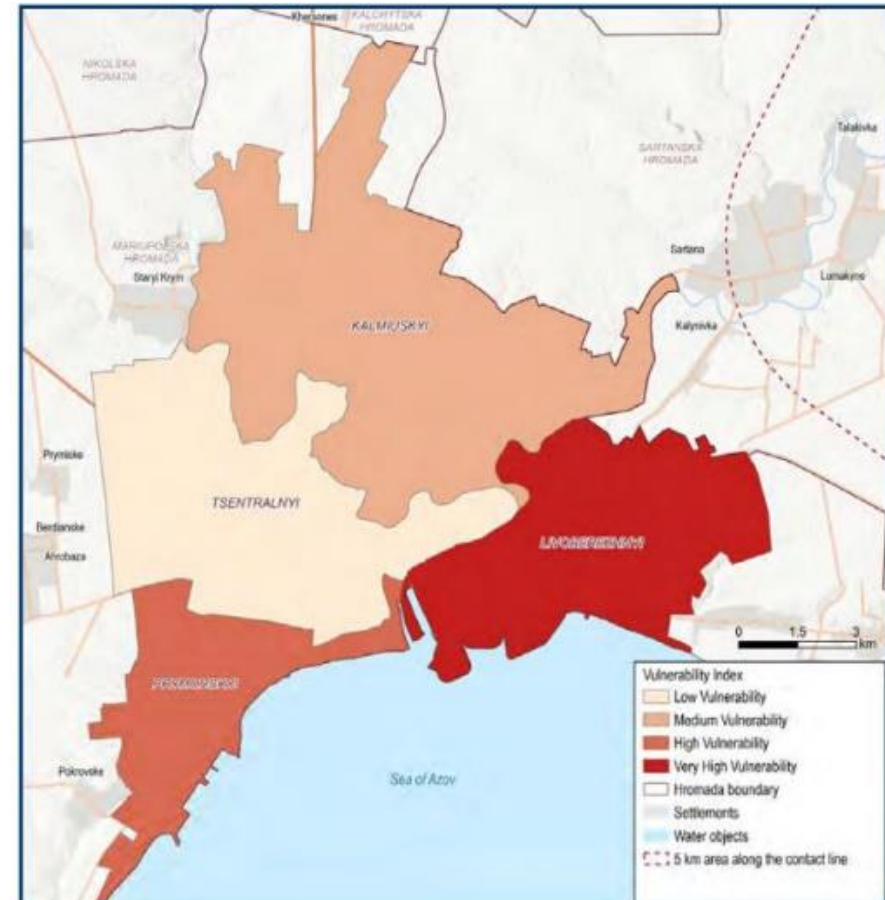 Khersones
KALCHYTSKA
HROMADA
NIKOLSKA
HROMADA
Talakivka
SARTANSKA
HROMADA
MARIUPOLSKA
HROMADA
Staryi Krym
Sartana
Lomakyne
KALMIUSKYI
Kalynivka
Prymiske
TSENTRALNYI
Berdianske
Ahrobaza
LIVOBEREZHNYI
0 1.5 3
km
PRYMORSKYI
Pokrovske
Sea of Azov
Vulnerability Index
Low Vulnerability
Medium Vulnerability
High Vulnerability
Very High Vulnerability
Hromada boundary
Settlements
Water objects
5 km area along the contact line